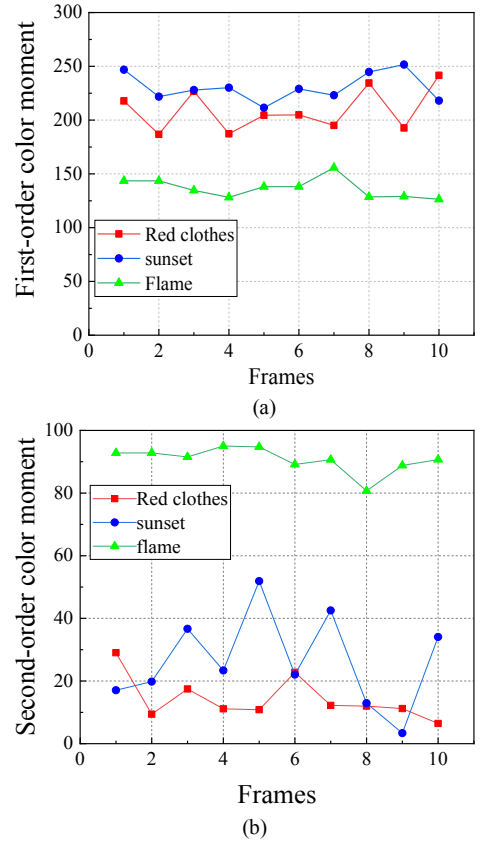 300
250
200
150
100
50
0
First-order color moment
Red clothes
sunset
Flame
0 2 4 6 8 10
Frames
(a)
100
80
60
40
20
0
Second-order color moment
Red clothes
sunset
flame
0 2 4 6 8 10
Frames
(b)